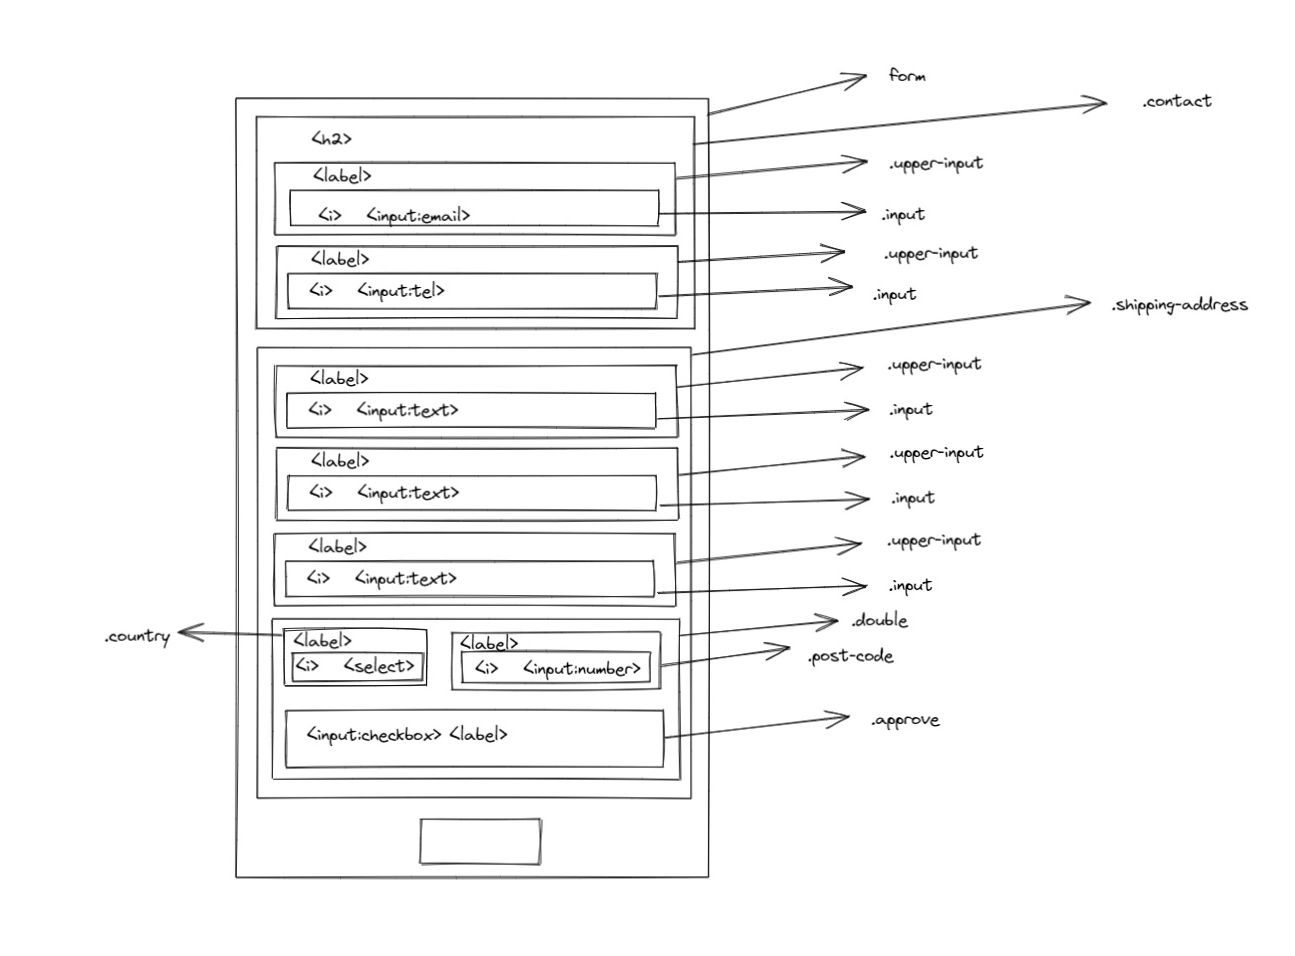 form
.contact
<h2>
.upper-input
<label>
<i> <input:email>
.input
.upper-input
<label>
<i> <input:tel>
.input
.shipping-address
.upper-input
<label>
<i> <input:text>
.input
.upper-input
<label>
<i> <input:text>
.input
.upper-input
<label>
<i> <input:text>
.input
.double
.country
<label>
<label>
.post-code
<i> <select>
<i> <input:number>
.approve
<input:checkbox> <label>